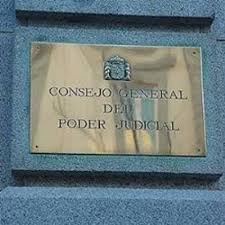 CONSEJO GENERAL
DEL
PODER JUDICIAL